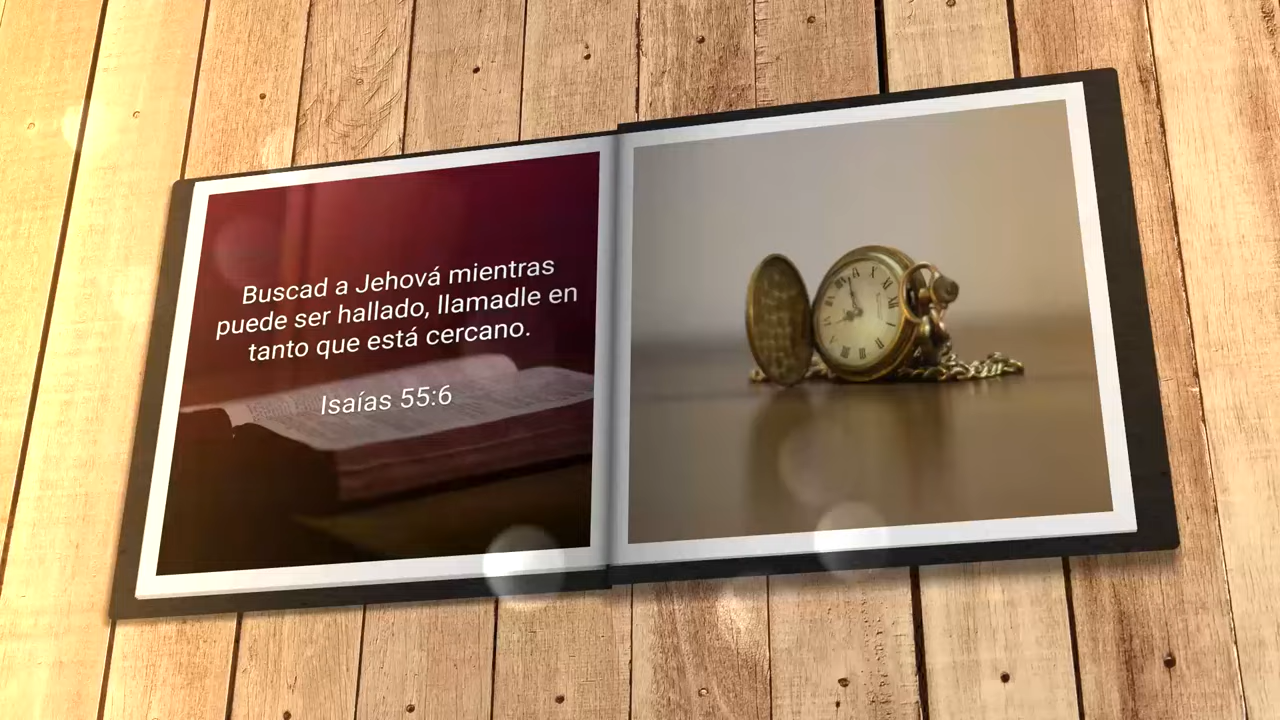 Buscad a Jehová mientras
puede ser hallado, llamadle en
tanto que está cercano.
Isaías 55:6